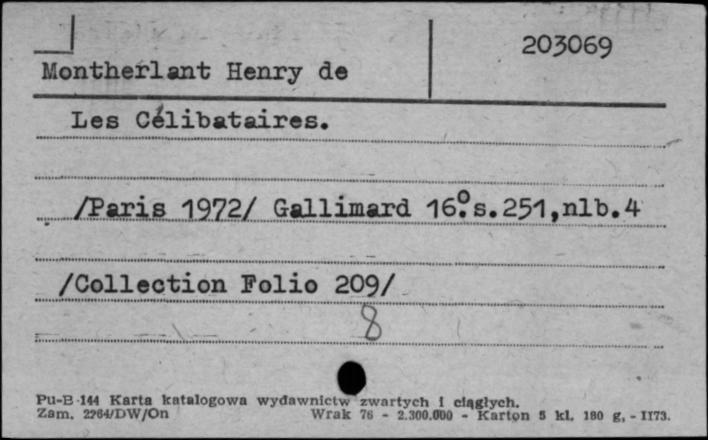 203069
Montherlant Henry de
Les Célibataires.
/Paris 1972/ Gallimard 16°.s.251,nlb.4
/Collection Folio 209/
8
Pu-B 144 Karta katalogowa wydawnictw zwartych i ciągłych.
Zam. 2264/DW/On Wrak 76 - 2.300.000 - Karton 5 kl. 180 g, - II73.